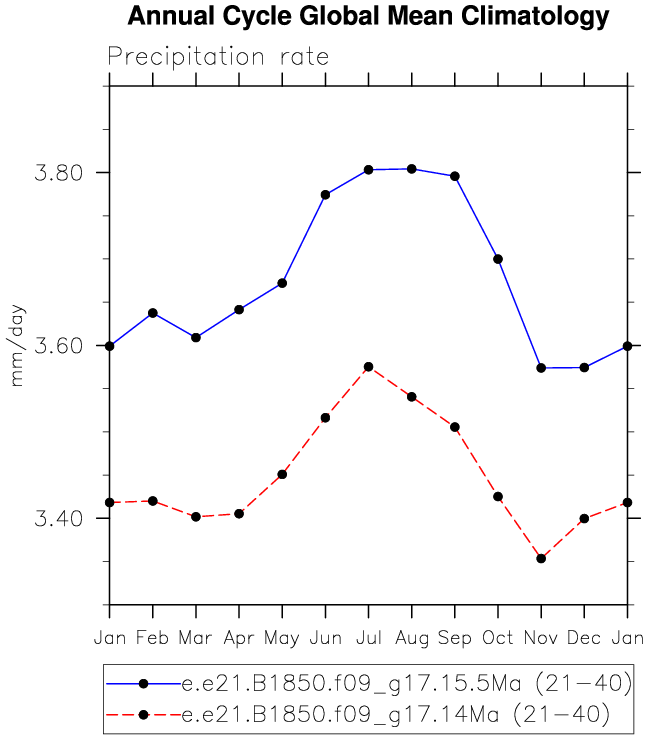 Annual Cycle Global Mean Climatology
Precipitation rate
3.80
3.60
3.40
mm/day
Jan Feb Mar Apr May Jun Jul Aug Sep Oct Nov Dec Jan
e.e21.B1850.f09_g17.15.5Ma (21-40)
e.e21.B1850.f09_g17.14Ma (21-40)